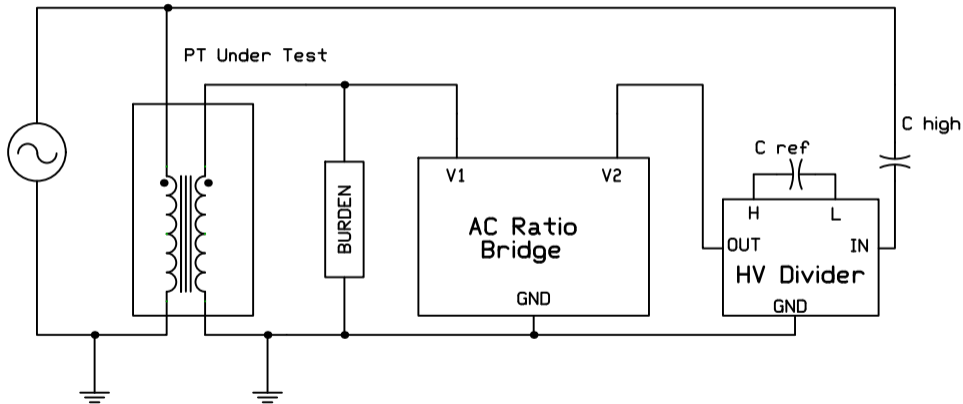 PT Under Test
C high
C ref
V1
V2
H
L
BURDEN
AC Ratio
Bridge
OUT
IN
HV Divider
GND
GND